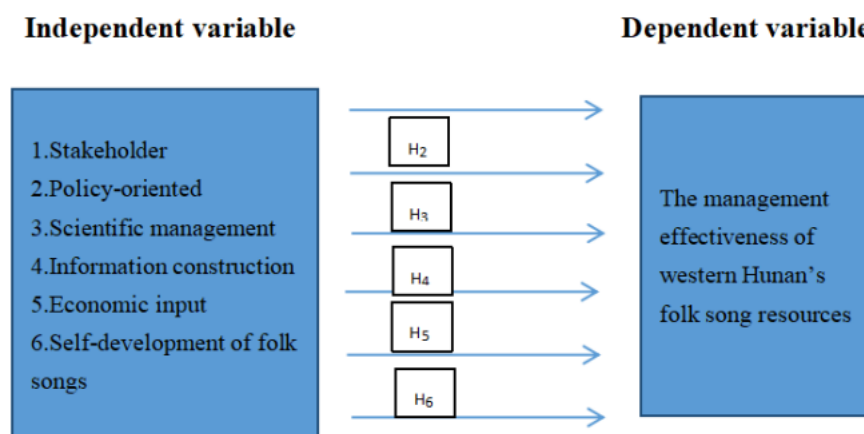 Independent variable
Dependent variable
1.Stakeholder
2.Policy-oriented
3.Scientific management
4.Information construction
5.Economic input
6.Self-development of folk
songs
H2
H3
H4
H5
H6
The management
effectiveness of
western Hunan's
folk song resources